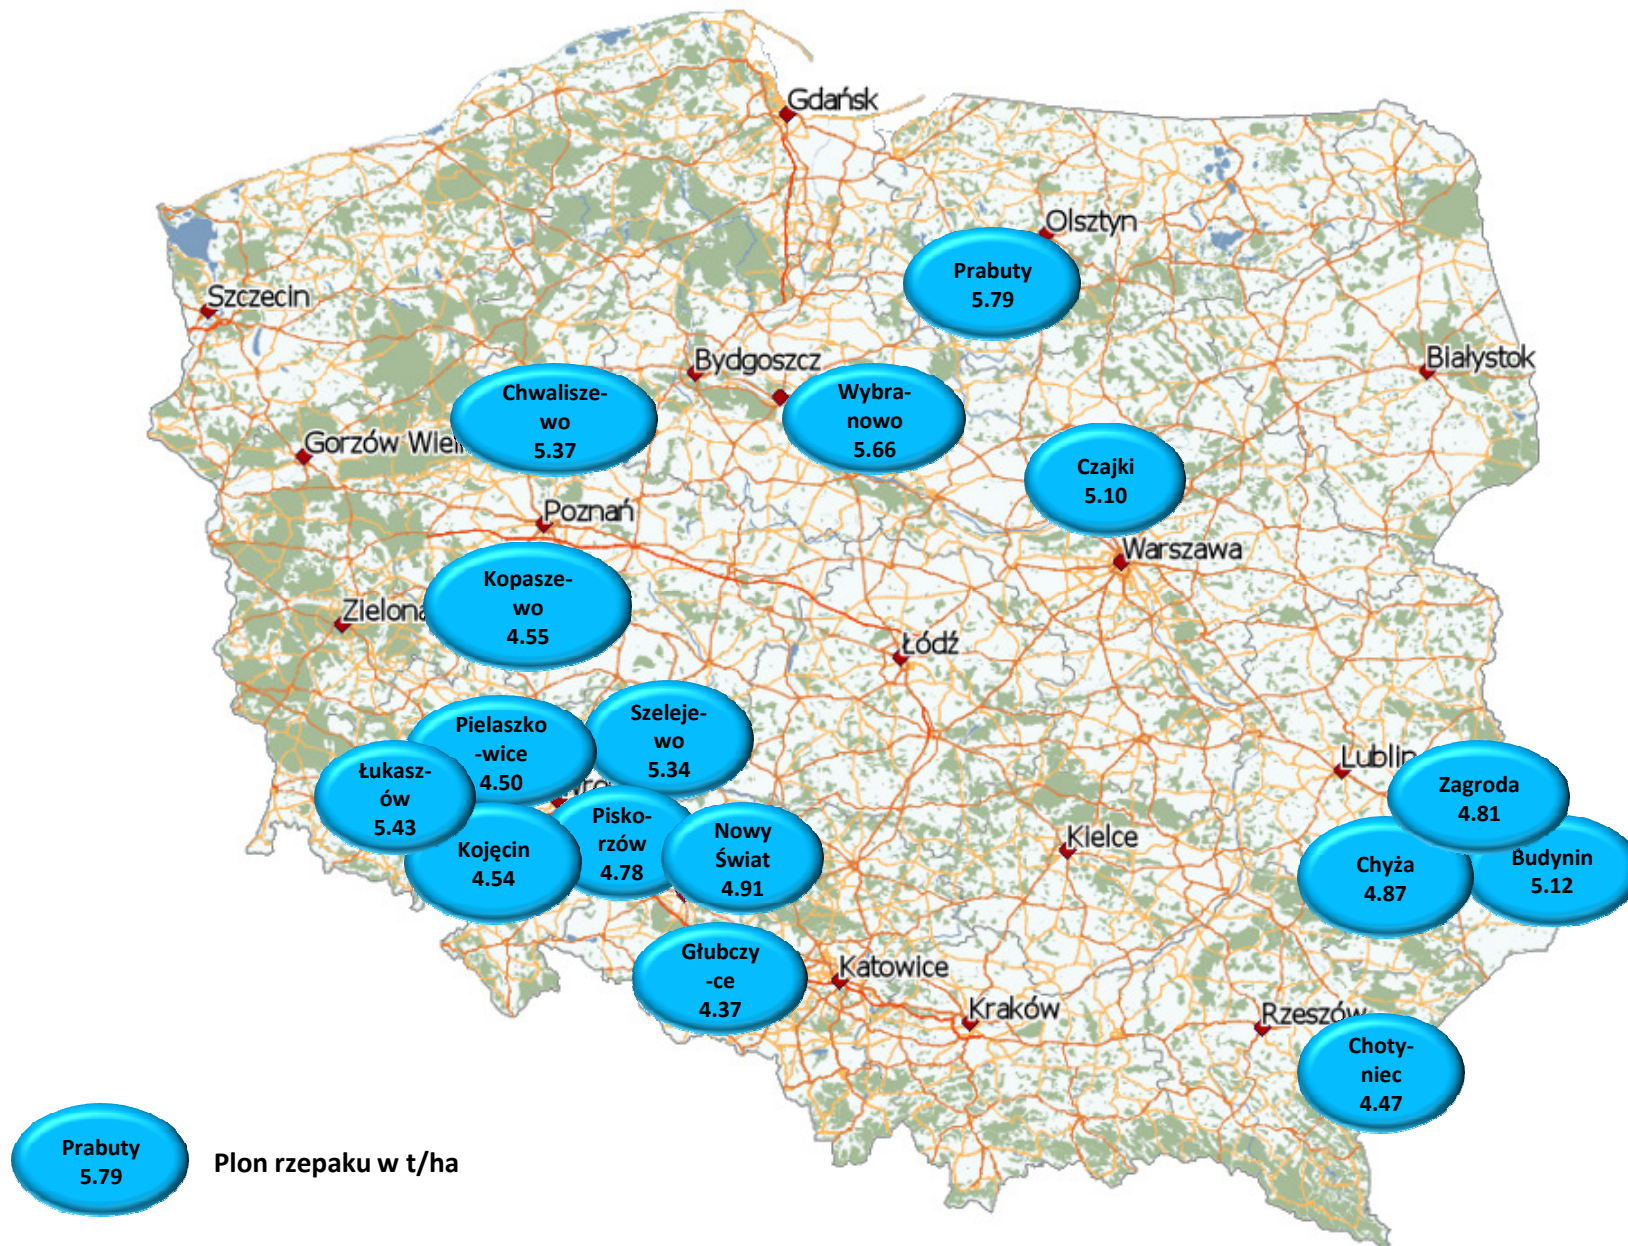 Gdańsk
Olsztyn
Prabuty
5.79
Szczecin
Bydgoszcz
Białystok
Chwalisze-
wo
5.37
Wybra-
nowo
5.66
Gorzów Wiel
Czajki
5.10
Poznań
Warszawa
Kopasze-
wo
4.55
Zielona
Łódź
Pielaszko
-wice
4.50
Szeleje-
wo
5.34
Łukasz-
ów
5.43
Lublin
Zagroda
4.81
Kojęcin
4.54
Pisko-
rzów
4.78
Nowy
Świat
4.91
Kielce
Chyża
4.87
Budynin
5.12
Głubczy
-ce
4.37
Katowice
Kraków
Rzeszów
Choty-
niec
4.47
Prabuty
5.79
Plon rzepaku w t/ha